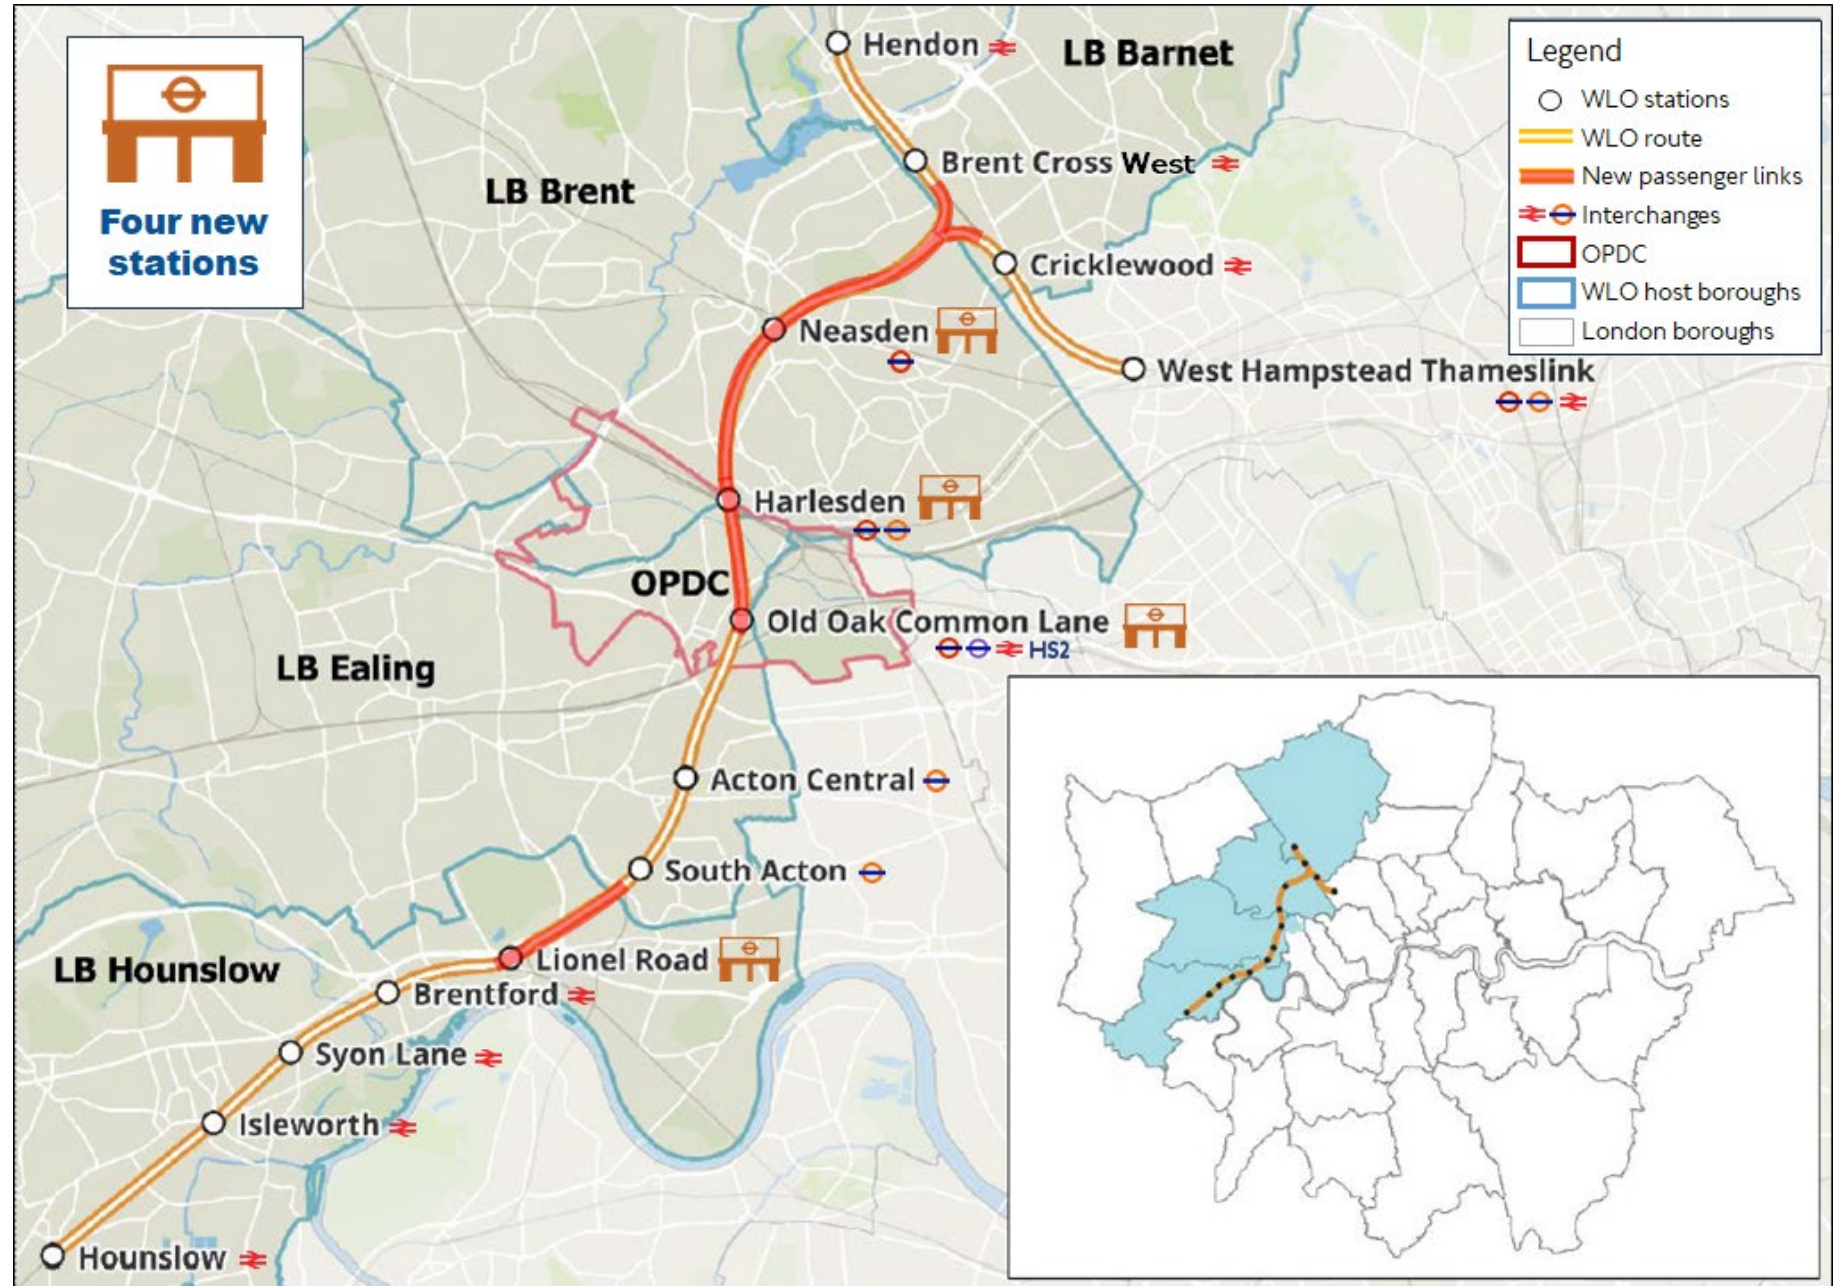 Four new
stations
Hendon
LB Barnet
Brent Cross West
LB Brent
Cricklewood
Neasden
West Hampstead Thameslink
Harlesden
OPDC
Old Oak Common Lane
HS2
LB Ealing
Acton Central
South Acton
Lionel Road
LB Hounslow
Brentford
Syon Lane
Isleworth
Hounslow
Legend
WLO stations
WLO route
New passenger links
Interchanges
OPDC
WLO host boroughs
London boroughs